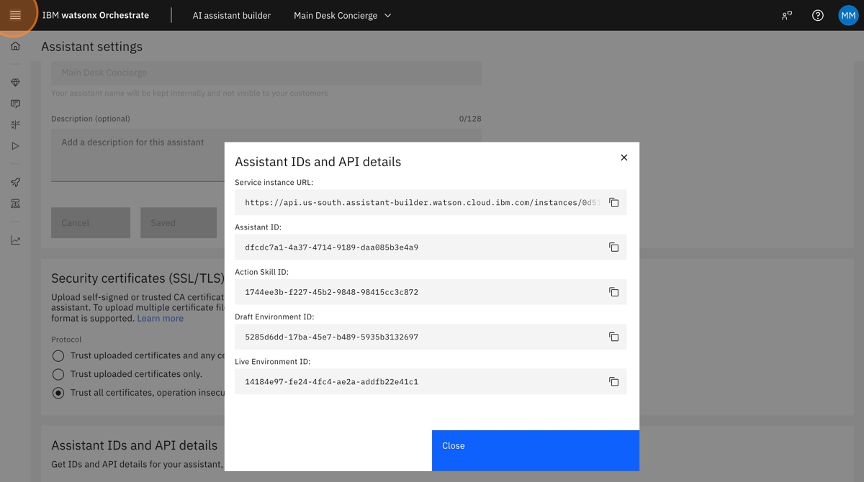 IBM watsonx Orchestrate
AI assistant builder
Main Desk Concierge
MM
Assistant settings
Main Desk Concierge
Your assistant name will be kept internally and not visible to your customers
Description (optional)
0/128
Add a description for this assistant
Cancel
Saved
Security certificates (SSL/TLS)
Upload self-signed or trusted CA certificat
assistant. To upload multiple certificate fil
format is supported. Learn more
Protocol
Trust uploaded certificates and any ce
Trust uploaded certificates only.
Trust all certificates, operation insecu
Assistant IDs and API details
Get IDs and API details for your assistant,
Assistant IDs and API details
Service instance URL:
https://api.us-south.assistant-builder.watson.cloud.ibm.com/instances/0d5
Assistant ID:
dfcdc7a1-4a37-4714-9189-daa085b3e4a9
Action Skill ID:
1744ee3b-f227-45b2-9848-98415cc3c872
Draft Environment ID:
5285d6dd-17ba-45e7-b489-5935b3132697
Live Environment ID:
14184e97-fe24-4fc4-ae2a-addfb22e41c1
Close